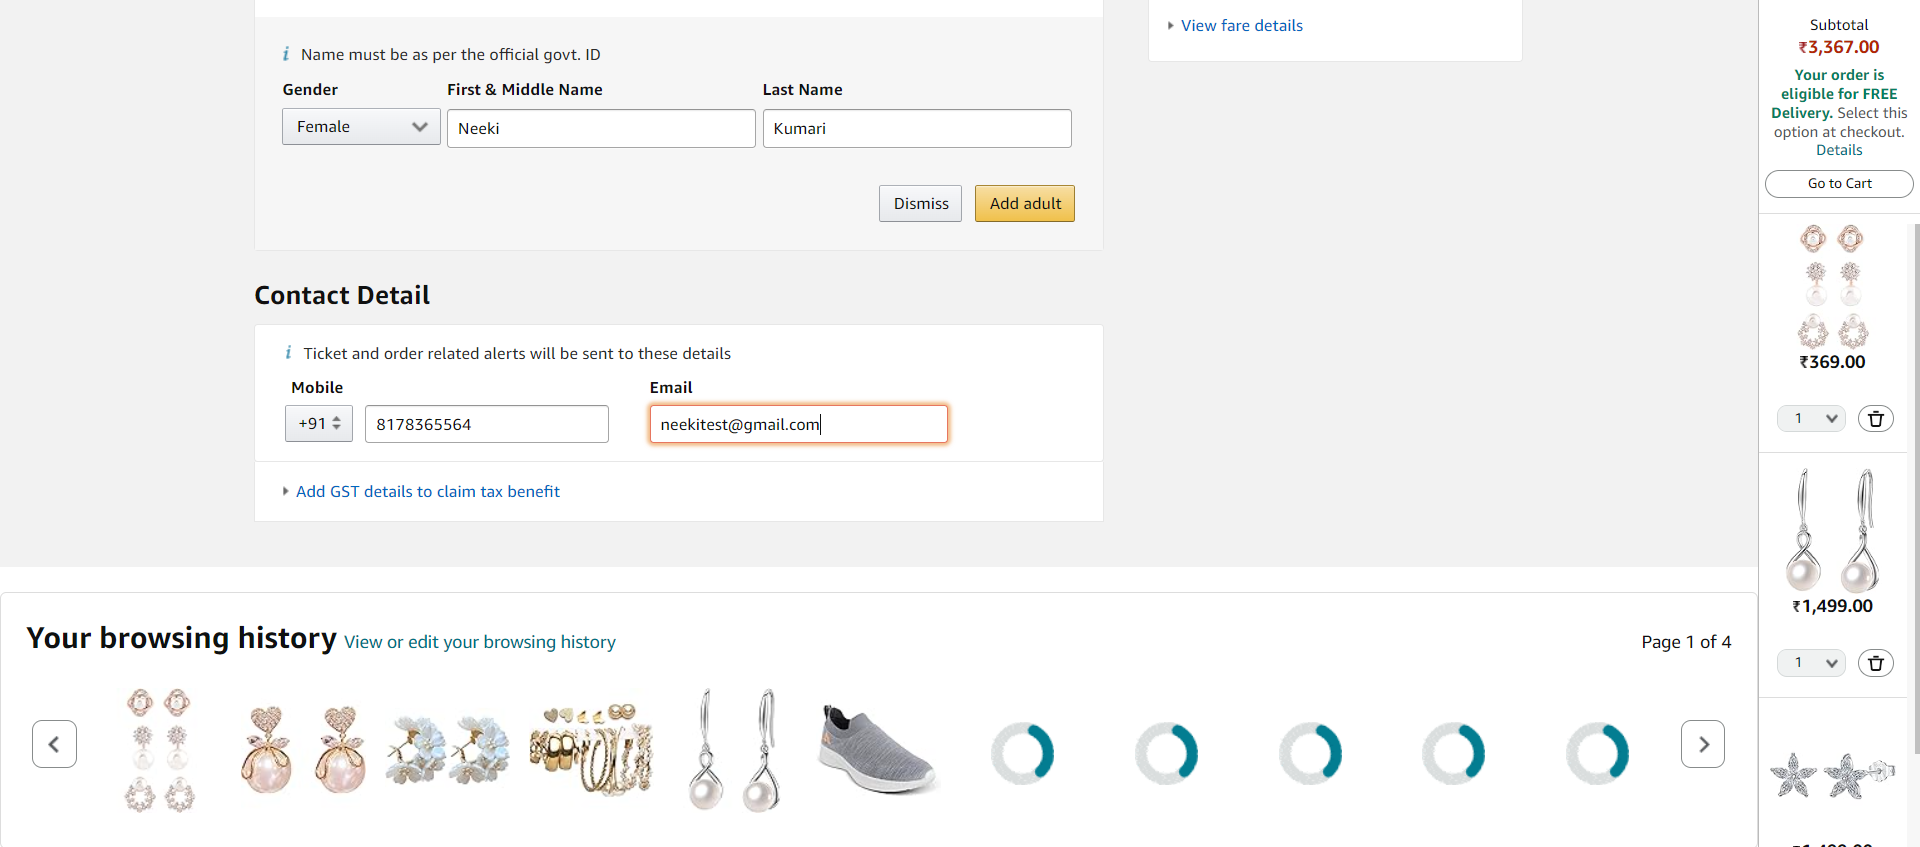 View fare details
Name must be as per the official govt. ID
Gender
First & Middle Name
Last Name
Female
Neeki
Kumari
Dismiss
Add adult
Contact Detail
Ticket and order related alerts will be sent to these details
Mobile
Email
+91
8178365564
neekitest@gmail.com
Add GST details to claim tax benefit
Your browsing history View or edit your browsing history
Page 1 of 4
Subtotal
₹3,367.00
Your order is
eligible for FREE
Delivery. Select this
option at checkout.
Details
Go to Cart
₹369.00
1
₹1,499.00
1